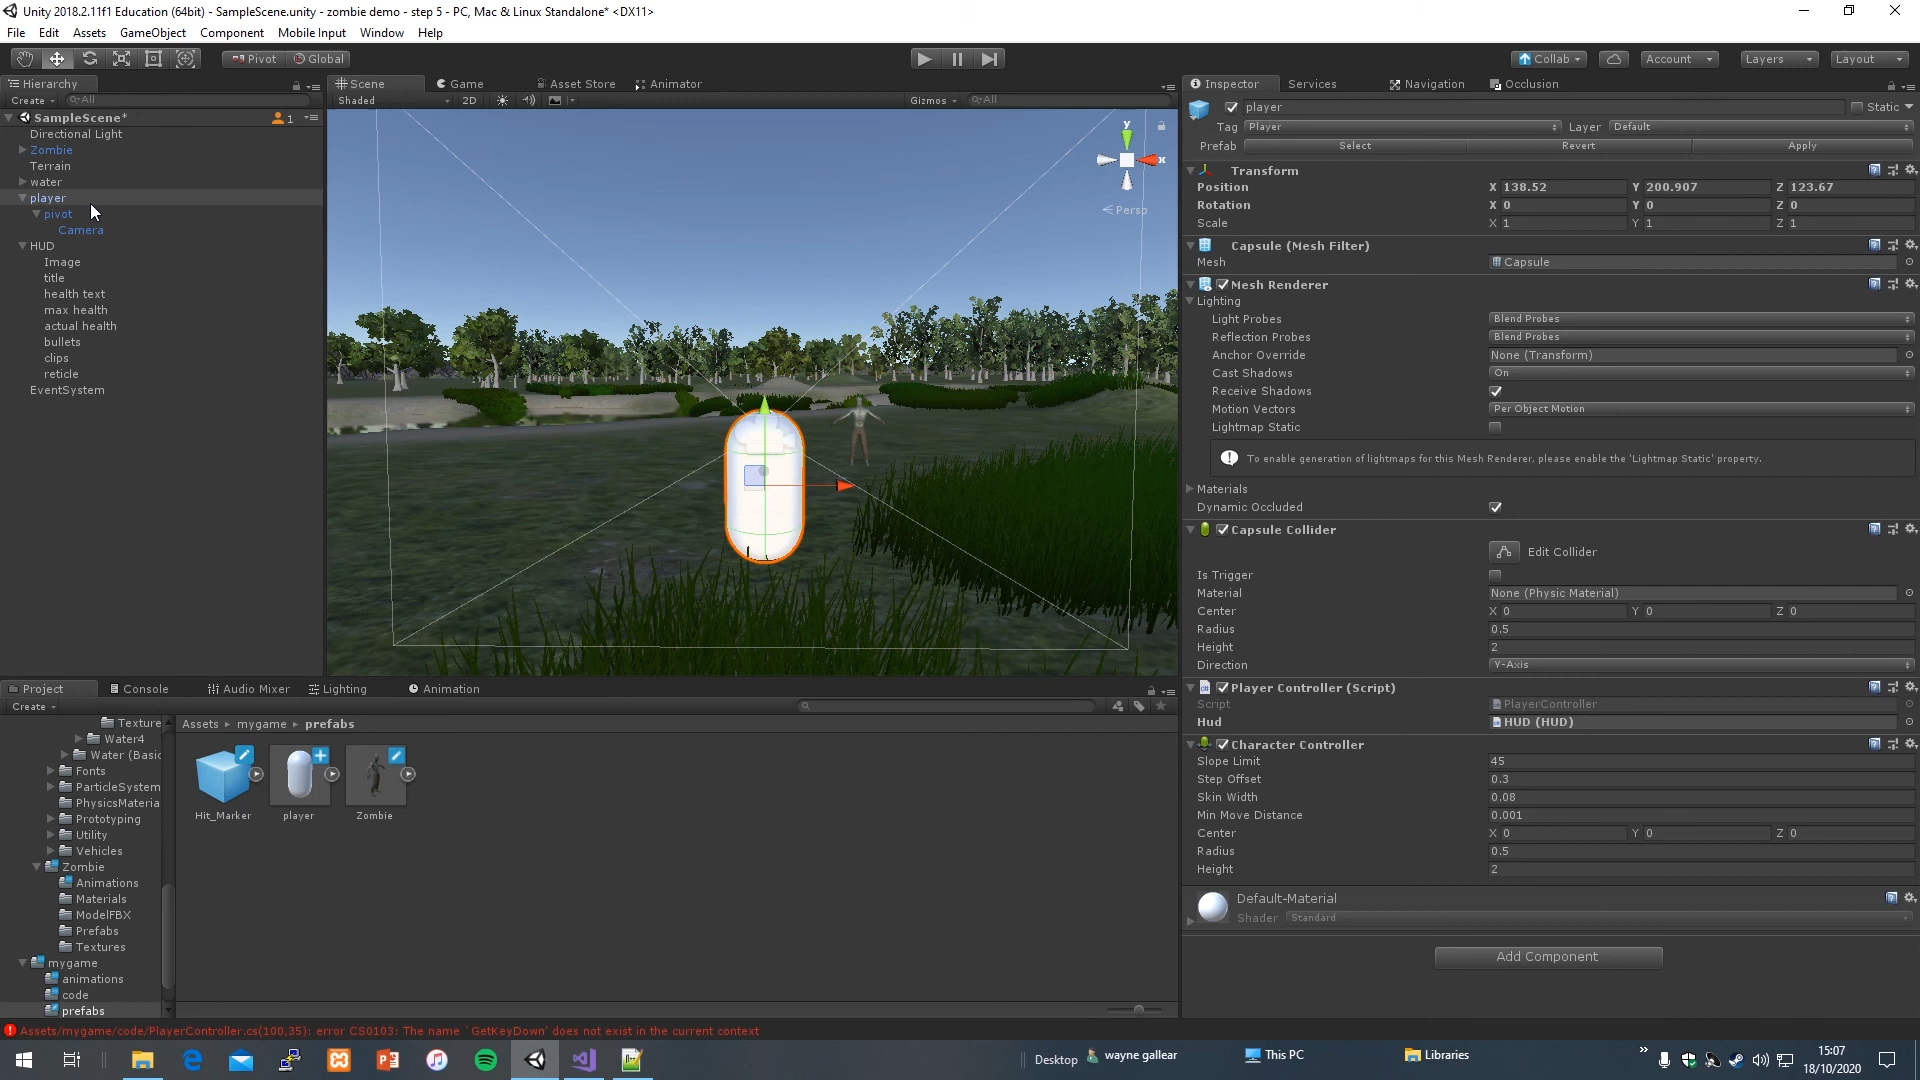 Unity 2018.2.11f1 Education (64bit) - SampleScene.unity - zombie demo - step 5 - PC, Mac & Linux Standalone* <DX11>
File Edit Assets GameObject Component Mobile Input Window Help
Pivot Global Collab Account Layers Layout
Hierarchy
Create All
SampleScene* 1
Directional Light
Zombie
Terrain
water
player
pivot
Camera
HUD
Image
title
health text
max health
actual health
bullets
clips
reticle
EventSystem
Scene Game Asset Store Animator
Shaded 2D Gizmos All
y
x
Persp
Inspector Services Navigation Occlusion
player Static
Tag Player Layer Default
Prefab Select Revert Apply
Transform
Position X 138.52 Y 200.907 Z 123.67
Rotation X 0 Y 0 Z 0
Scale X 1 Y 1 Z 1
Capsule (Mesh Filter)
Mesh Capsule
Mesh Renderer
Lighting
Light Probes Blend Probes
Reflection Probes Blend Probes
Anchor Override None (Transform)
Cast Shadows On
Receive Shadows
Motion Vectors Per Object Motion
Lightmap Static
To enable generation of lightmaps for this Mesh Renderer, please enable the 'Lightmap Static' property.
Materials
Dynamic Occluded
Capsule Collider
Edit Collider
Is Trigger
Material None (Physic Material)
Center X 0 Y 0 Z 0
Radius 0.5
Height 2
Direction Y-Axis
Player Controller (Script)
Script PlayerController
Hud HUD (HUD)
Character Controller
Slope Limit 45
Step Offset 0.3
Skin Width 0.08
Min Move Distance 0.001
Center X 0 Y 0 Z 0
Radius 0.5
Height 2
Default-Material
Shader Standard
Add Component
Project Console Audio Mixer Lighting Animation
Create
Texture
Water4
Water (Basic
Fonts
ParticleSystem
PhysicsMateria
Prototyping
Utility
Vehicles
Zombie
Animations
Materials
ModelFBX
Prefabs
Textures
mygame
animations
code
prefabs
Assets mygame prefabs
Hit_Marker player Zombie
Assets/mygame/code/PlayerController.cs(100,35): error CS0103: The name `GetKeyDown' does not exist in the current context
Desktop wayne gallear This PC Libraries
15:07
18/10/2020